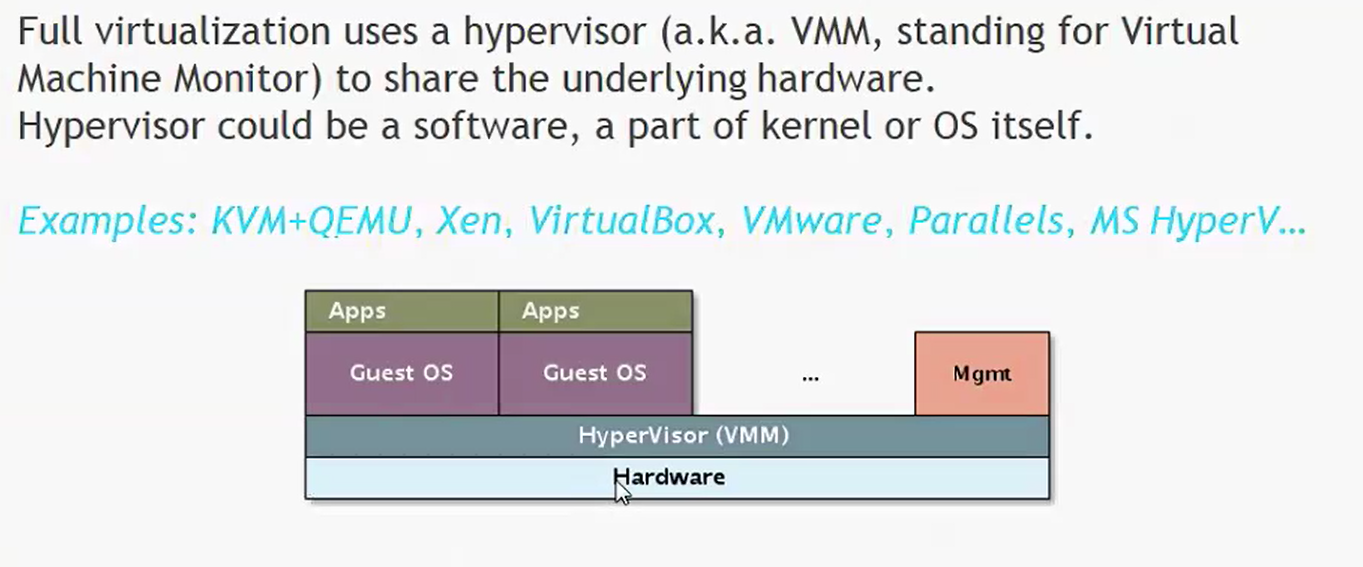 Full virtualization uses a hypervisor (a.k.a. VMM, standing for Virtual
Machine Monitor) to share the underlying hardware.
Hypervisor could be a software, a part of kernel or OS itself.
Examples: KVM+QEMU, Xen, VirtualBox, VMware, Parallels, MS HyperV...
Apps Apps
Guest OS Guest OS ... Mgmt
HyperVisor (VMM)
Hardware